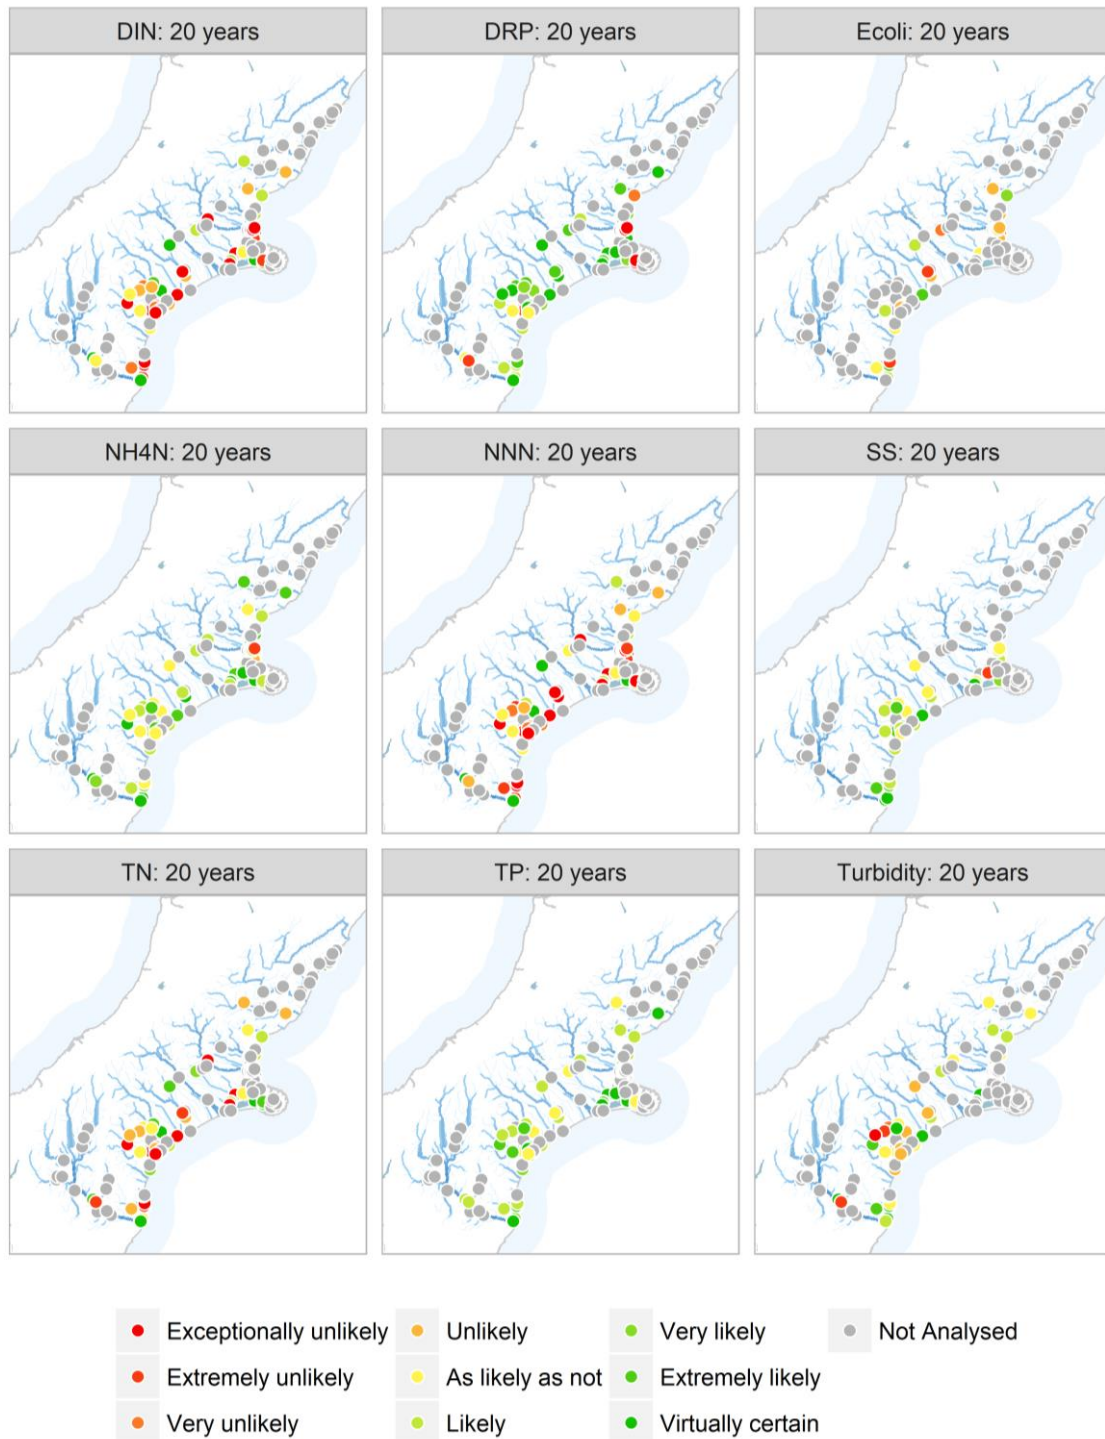 DIN: 20 years
DRP: 20 years
Ecoli: 20 years
NH4N: 20 years
NNN: 20 years
SS: 20 years
TN: 20 years
TP: 20 years
Turbidity: 20 years
Exceptionally unlikely
Unlikely
Very likely
Not Analysed
Extremely unlikely
As likely as not
Extremely likely
Very unlikely
Likely
Virtually certain